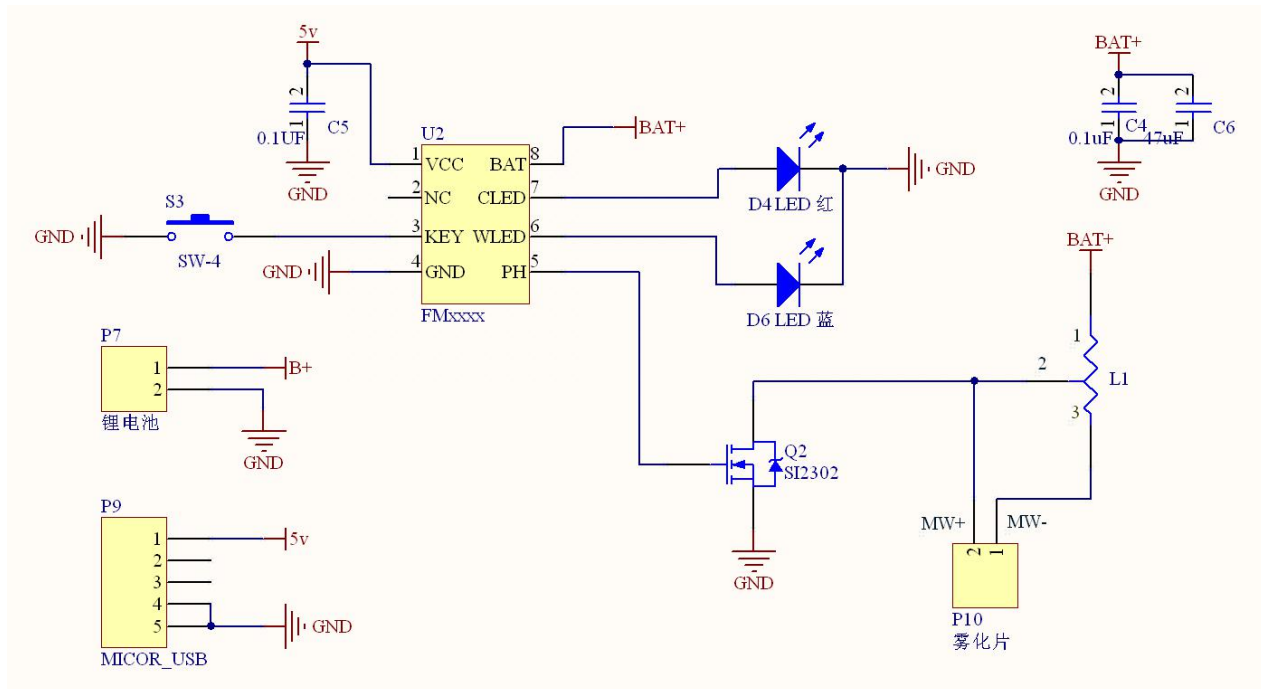 5v
2
1
0.1UF
C5
GND
U2
1
VCC
BAT
8
BAT+
2
NC
CLED
7
3
KEY
WLED
6
4
GND
PH
5
FMxxxx
S3
GND
SW-4
GND
D4 LED 红
GND
D6 LED 蓝
BAT+
2
2
1
1
0.1uF
C4
47uF
C6
GND
P7
1
B+
2
锂电池
GND
P9
1
5v
2
3
4
5
GND
MICOR_USB
BAT+
1
2
L1
3
Q2
SI2302
GND
MW+
MW-
2
1
P10
雾化片